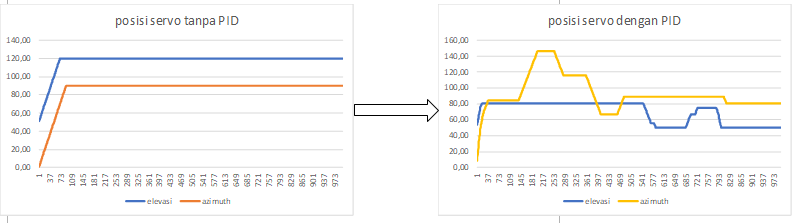 posisi servo tanpa PID
140,00
120,00
100,00
80,00
60,00
40,00
20,00
0,00
1 37 73 109 145 181 217 253 289 325 361 397 433 469 505 541 577 613 649 685 721 757 793 829 865 901 937 973
elevasi azimuth
posisi servo dengan PID
160,00
140,00
120,00
100,00
80,00
60,00
40,00
20,00
0,00
1 37 73 109 145 181 217 253 289 325 361 397 433 469 505 541 577 613 649 685 721 757 793 829 865 901 937 973
elevasi azimuth